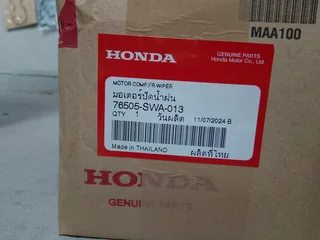 MAA100
HONDA
GENUINE PARTS
Honda Motor Co., Ltd.
MOTOR COMP,FR WIPER
มอเตอร์ปัดน้ำฝน
76505-SWA-013
QTY 1 วันผลิต 11/07/2024 B
Made in THAILAND ผลิตที่ไทย
HONDA
GENUINE PARTS